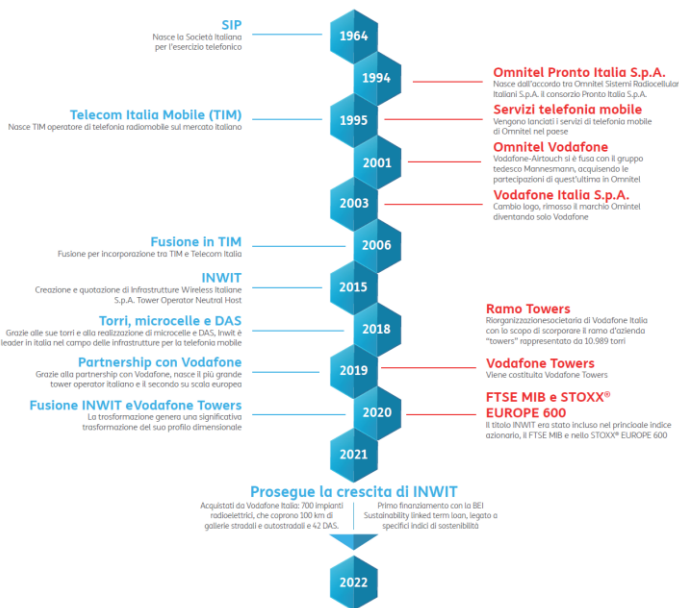 SIP
Nasce la Società Italiana
per l'esercizio telefonico
1964
1994
Omnitel Pronto Italia S.p.A.
Nasce dall'accordo tra Omnitel Sistemi Radiocellular
Italiani S.p.A. il consorzio Pronto Italia S.p.A.
Telecom Italia Mobile (TIM)
Nasce TIM operatore di telefonia radiomobile sul mercato italiano
1995
Servizi telefonia mobile
Vengono lanciati i servizi di telefonia mobile
di Omnitel nel paese
2001
Omnitel Vodafone
Vodafone-Airtouch si è fusa con il gruppo
tedesco Mannesmann, acquisendo le
partecipazioni di quest'ultima in Omnitel
2003
Vodafone Italia S.p.A.
Cambio logo, rimosso il marchio Omintel
diventando solo Vodafone
Fusione in TIM
Fusione per incorporazione tra TIM e Telecom Italia
2006
INWIT
Creazione e quotazione di Infrastrutture Wireless Italiane
S.p.A. Tower Operator Neutral Host
2015
Torri, microcelle e DAS
Grazie alle sue torri e alla realizzazione di microcelle e DAS, Inwit è
leader in Italia nel campo delle infrastrutture per la telefonia mobile
2018
Ramo Towers
Riorganizzazionesocietaria di Vodafone Italia
con lo scopo di scorporare il ramo d'azienda
"towers" rappresentato da 10.989 torri
Partnership con Vodafone
Grazie alla partnership con Vodafone, nasce il più grande
tower operator italiano e il secondo su scala europea
2019
Vodafone Towers
Viene costituita Vodafone Towers
Fusione INWIT eVodafone Towers
La trasformazione genera una significativa
trasformazione del suo profilo dimensionale
2020
FTSE MIB e STOXX®
EUROPE 600
Il titolo INWIT era stato incluso nel principale indice
azionario, il FTSE MIB e nello STOXX® EUROPE 600
2021
Prosegue la crescita di INWIT
Acquistati da Vodafone Italia: 700 impianti
radioelettrici, che coprono 100 km di
gallerie stradali e autostradali e 42 DAS.
Primo finanziamento con la BEI
Sustainability linked term loan, legato a
specifici indici di sostenibilità
2022